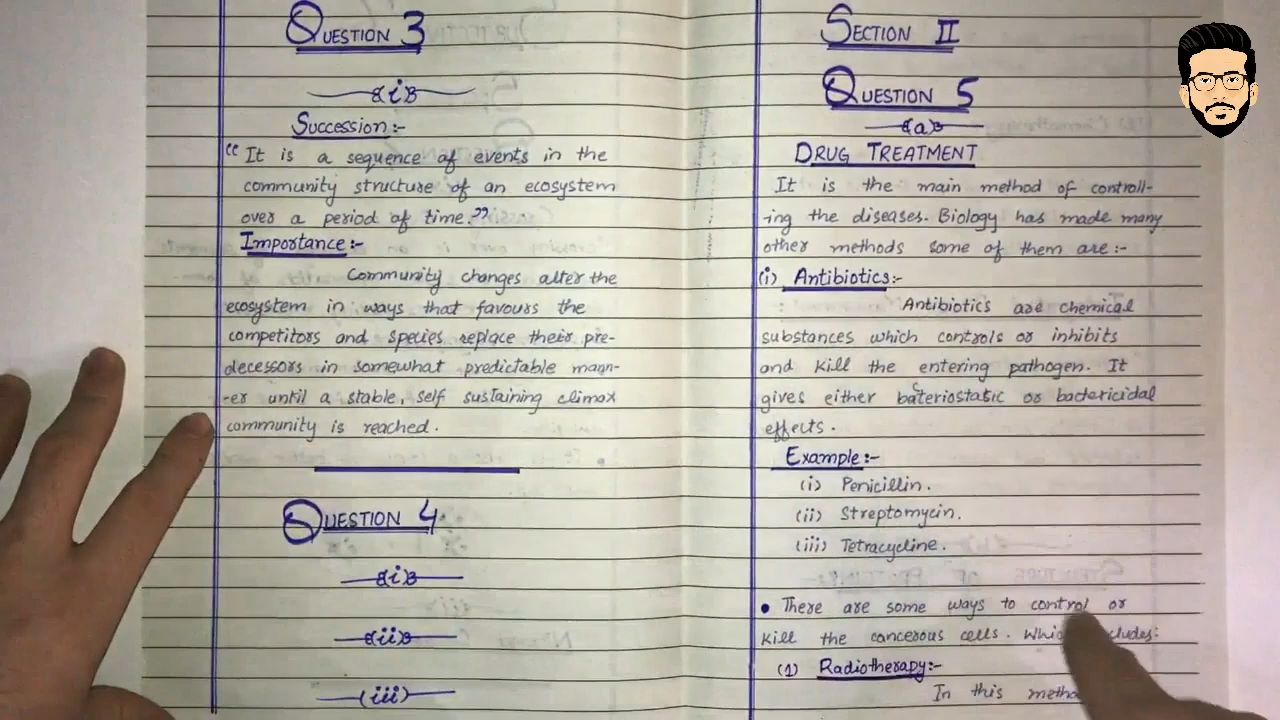 QUESTION 3
(i)
Succession:-
"It is a sequence of events in the
community structure of an ecosystem
over a period of time."
Importance:-
Community changes alter the
ecosystem in ways that favours the
competitors and species replace their pre-
decessors in somewhat predictable mann-
-er until a stable, self sustaining climax
community is reached.
QUESTION 4
(i)
(ii)
(iii)
SECTION II
QUESTION 5
(a)
DRUG TREATMENT
It is the main method of controll-
-ing the diseases. Biology has made many
other methods some of them are:-
(i) Antibiotics:-
Antibiotics are chemical
substances which controls or inhibits
and kill the entering pathogen. It
gives either bacteriostatic or bactericidal
effects.
Example:-
(i) Penicillin.
(ii) Streptomycin.
(iii) Tetracycline.
• There are some ways to control or
kill the cancerous cells.
(1) Radiotherapy:-
In this